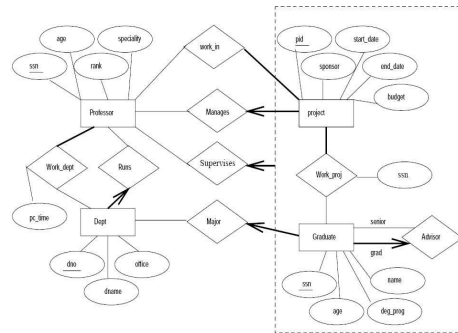 age
speciality
ssn
rank
work_in
pid
start_date
sponsor
end_date
budget
Professor
Manages
project
Work_dept
Runs
Supervises
Work_proj
ssn
pc_time
Dept
Major
Graduate
senior
grad
Advisor
dno
office
dname
ssn
name
age
deg_prog